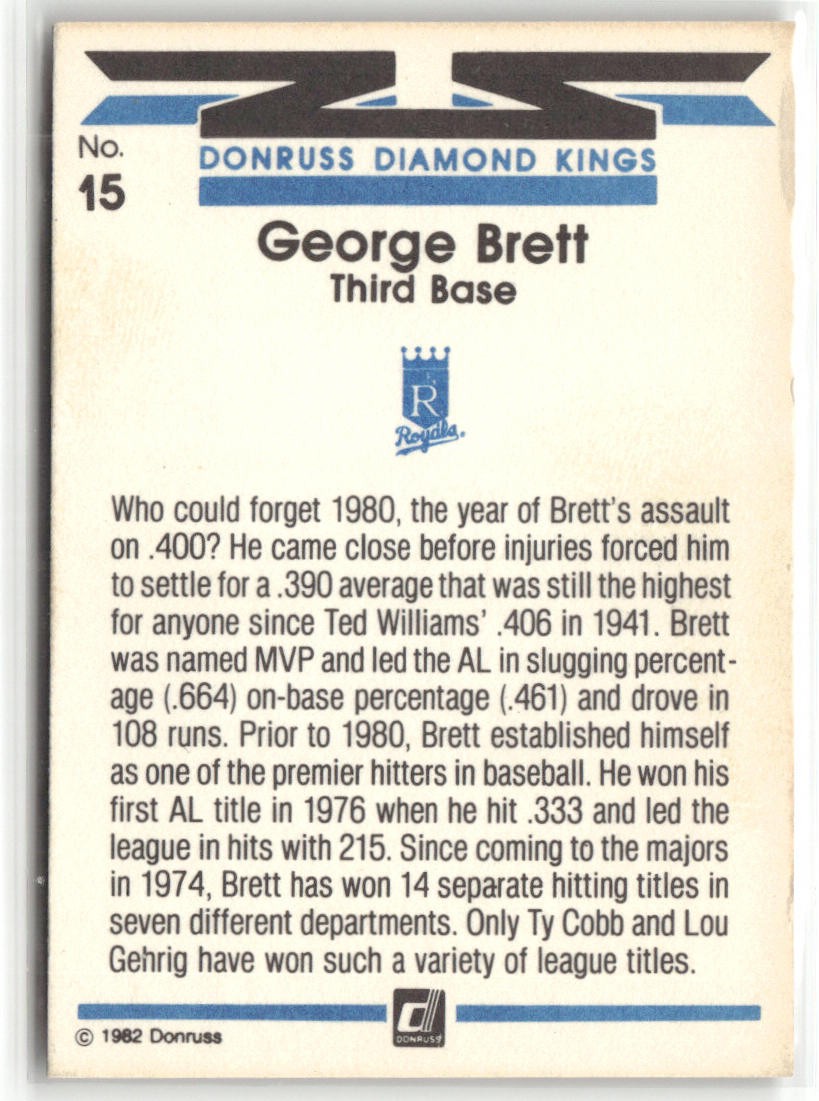 No.
15
DONRUSS DIAMOND KINGS
George Brett
Third Base
R
Royals
Who could forget 1980, the year of Brett's assault
on .400? He came close before injuries forced him
to settle for a .390 average that was still the highest
for anyone since Ted Williams' .406 in 1941. Brett
was named MVP and led the AL in slugging percent-
age (.664) on-base percentage (.461) and drove in
108 runs. Prior to 1980, Brett established himself
as one of the premier hitters in baseball. He won his
first AL title in 1976 when he hit .333 and led the
league in hits with 215. Since coming to the majors
in 1974, Brett has won 14 separate hitting titles in
seven different departments. Only Ty Cobb and Lou
Gehrig have won such a variety of league titles.
© 1982 Donruss
d
DONRUSS